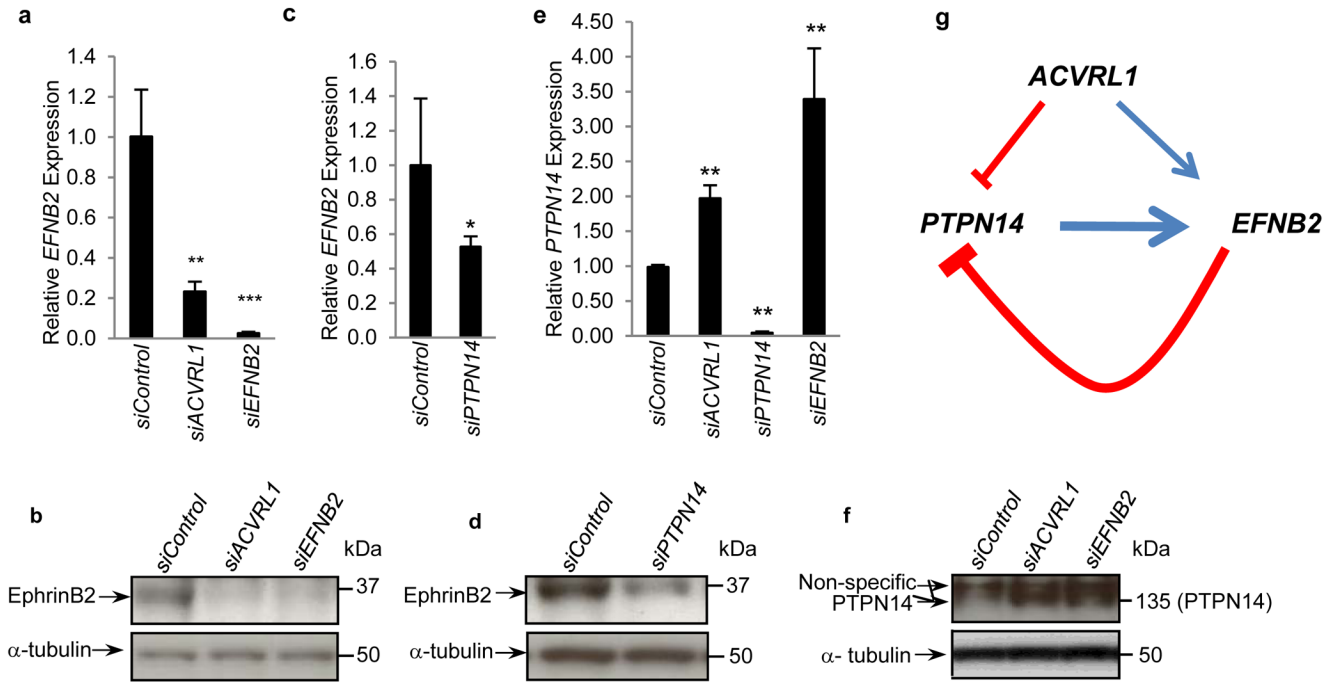 a
Relative EFNB2 Expression
1.4
1.2
1.0
0.8
0.6
0.4
0.2
0.0
**
***
siControl
siACVRL1
siEFNB2
c
Relative EFNB2 Expression
1.6
1.4
1.2
1.0
0.8
0.6
0.4
0.2
0.0
*
siControl
siPTPN14
e
Relative PTPN14 Expression
4.50
4.00
3.50
3.00
2.50
2.00
1.50
1.00
0.50
0.00
**
**
**
siControl
siACVRL1
siPTPN14
siEFNB2
g
ACVRL1
PTPN14
EFNB2
b
siControl
siACVRL1
siEFNB2
kDa
EphrinB2
37
α-tubulin
50
d
siControl
siPTPN14
kDa
EphrinB2
37
α-tubulin
50
f
siControl
siACVRL1
siEFNB2
kDa
Non-specific
PTPN14
135 (PTPN14)
α- tubulin
50